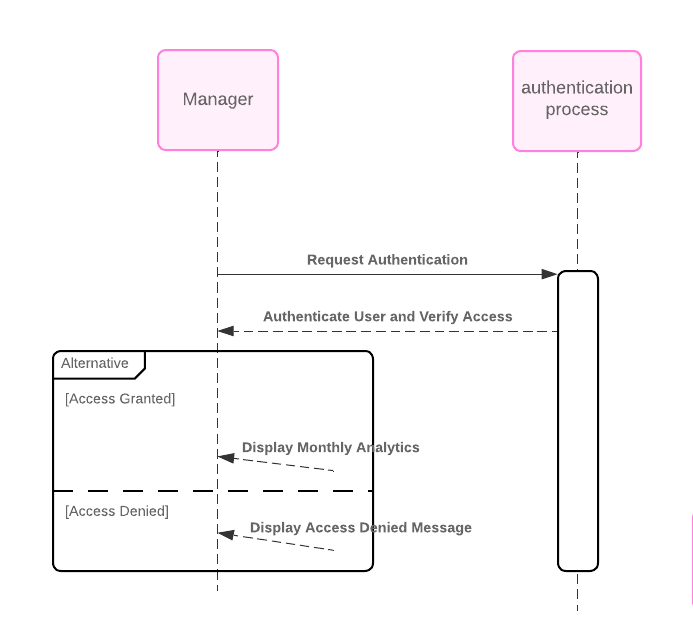 Manager
authentication
process
Request Authentication
Authenticate User and Verify Access
Alternative
[Access Granted]
Display Monthly Analytics
[Access Denied]
Display Access Denied Message